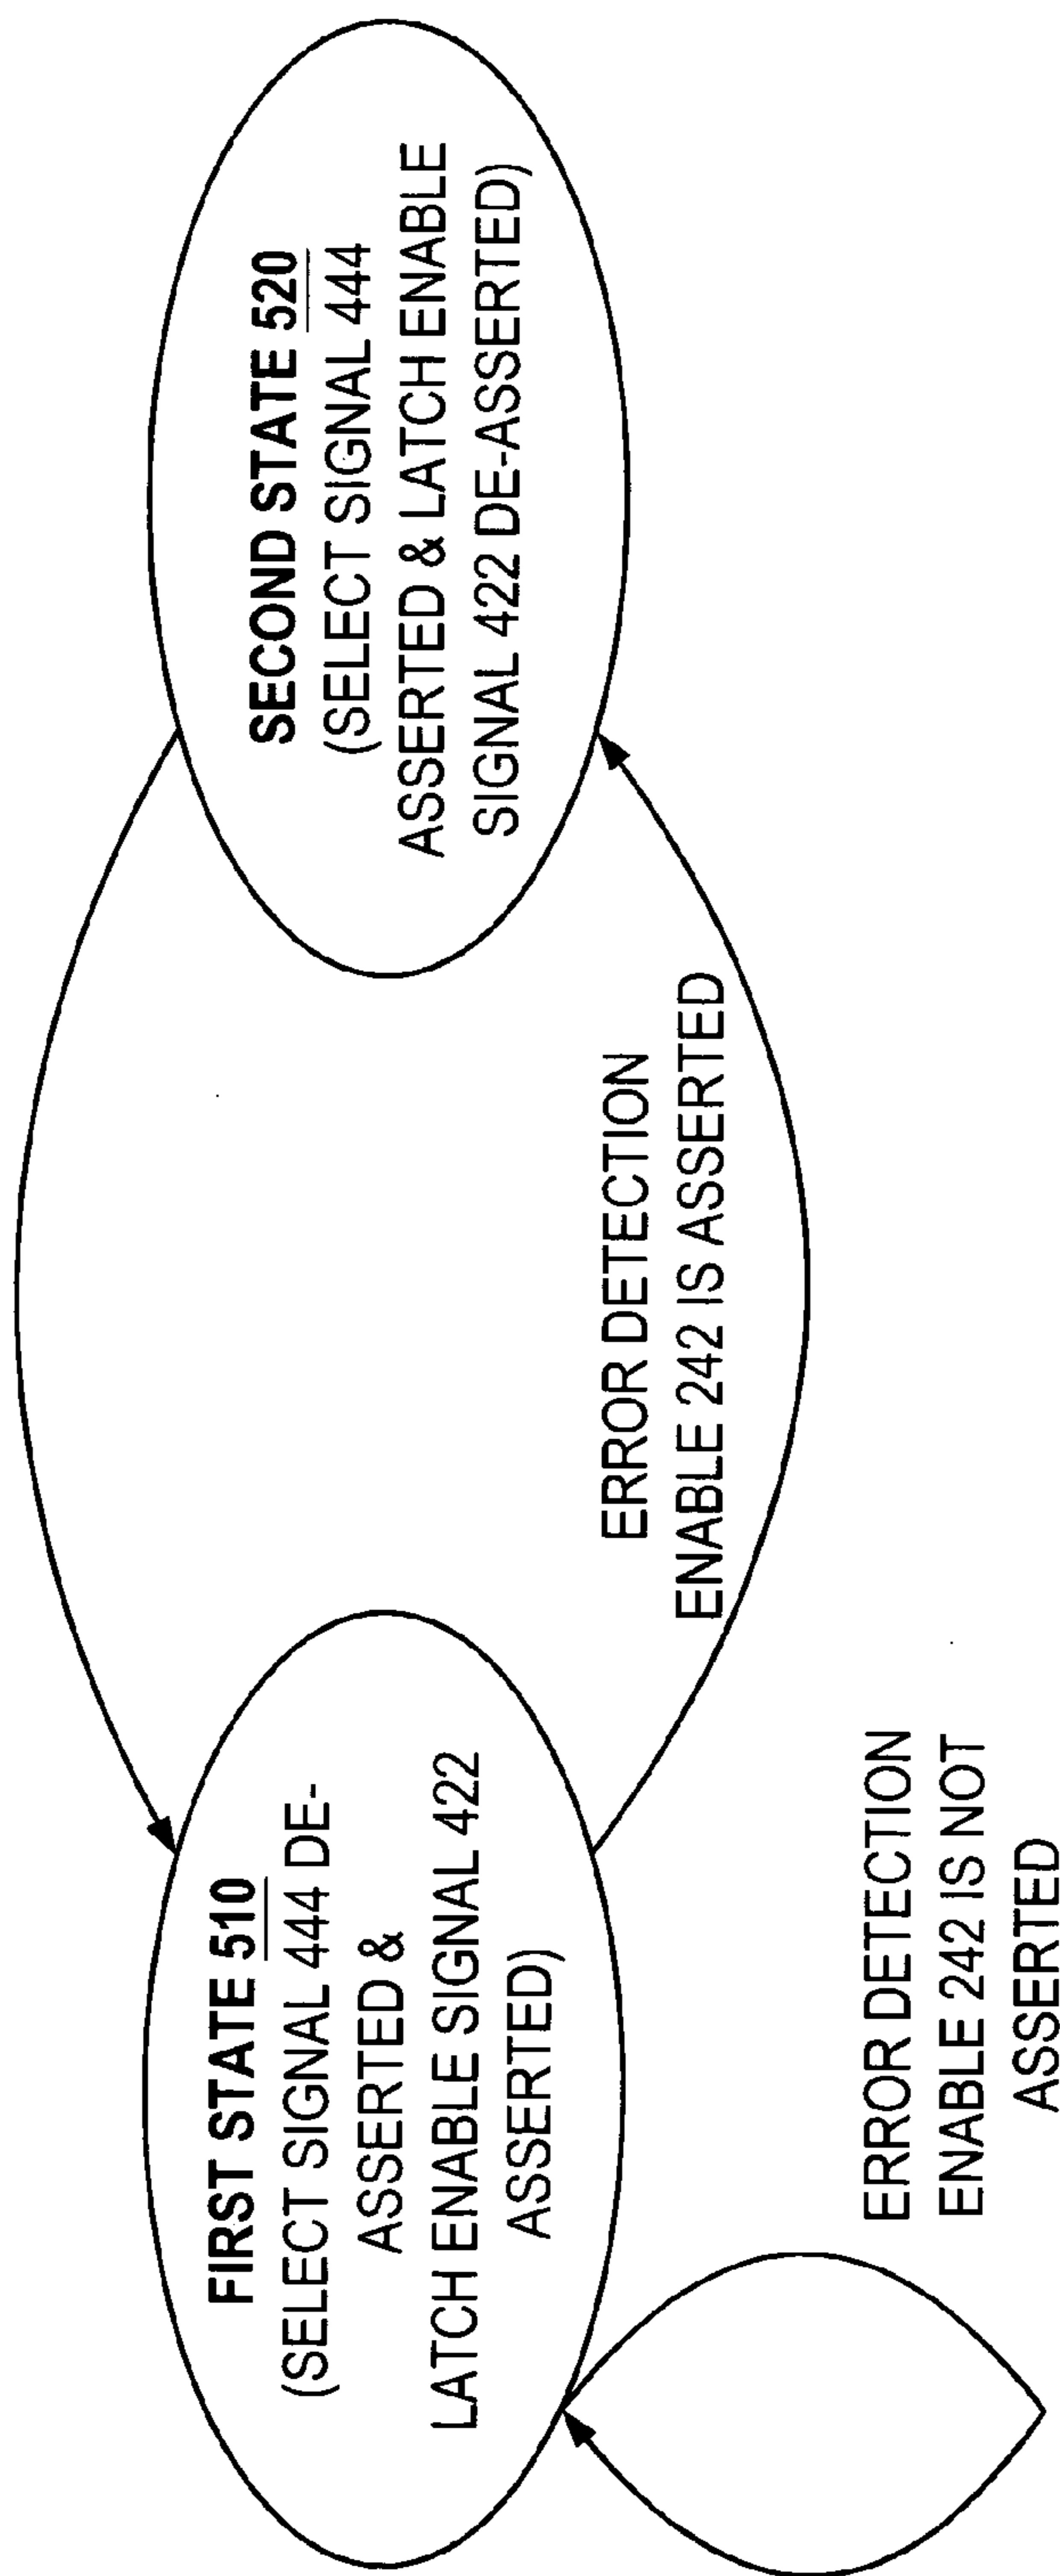 FIRST STATE 510
(SELECT SIGNAL 444 DE-
ASSERTED &
LATCH ENABLE SIGNAL 422
ASSERTED)
SECOND STATE 520
(SELECT SIGNAL 444
ASSERTED & LATCH ENABLE
SIGNAL 422 DE-ASSERTED)
ERROR DETECTION
ENABLE 242 IS ASSERTED
ERROR DETECTION
ENABLE 242 IS NOT
ASSERTED